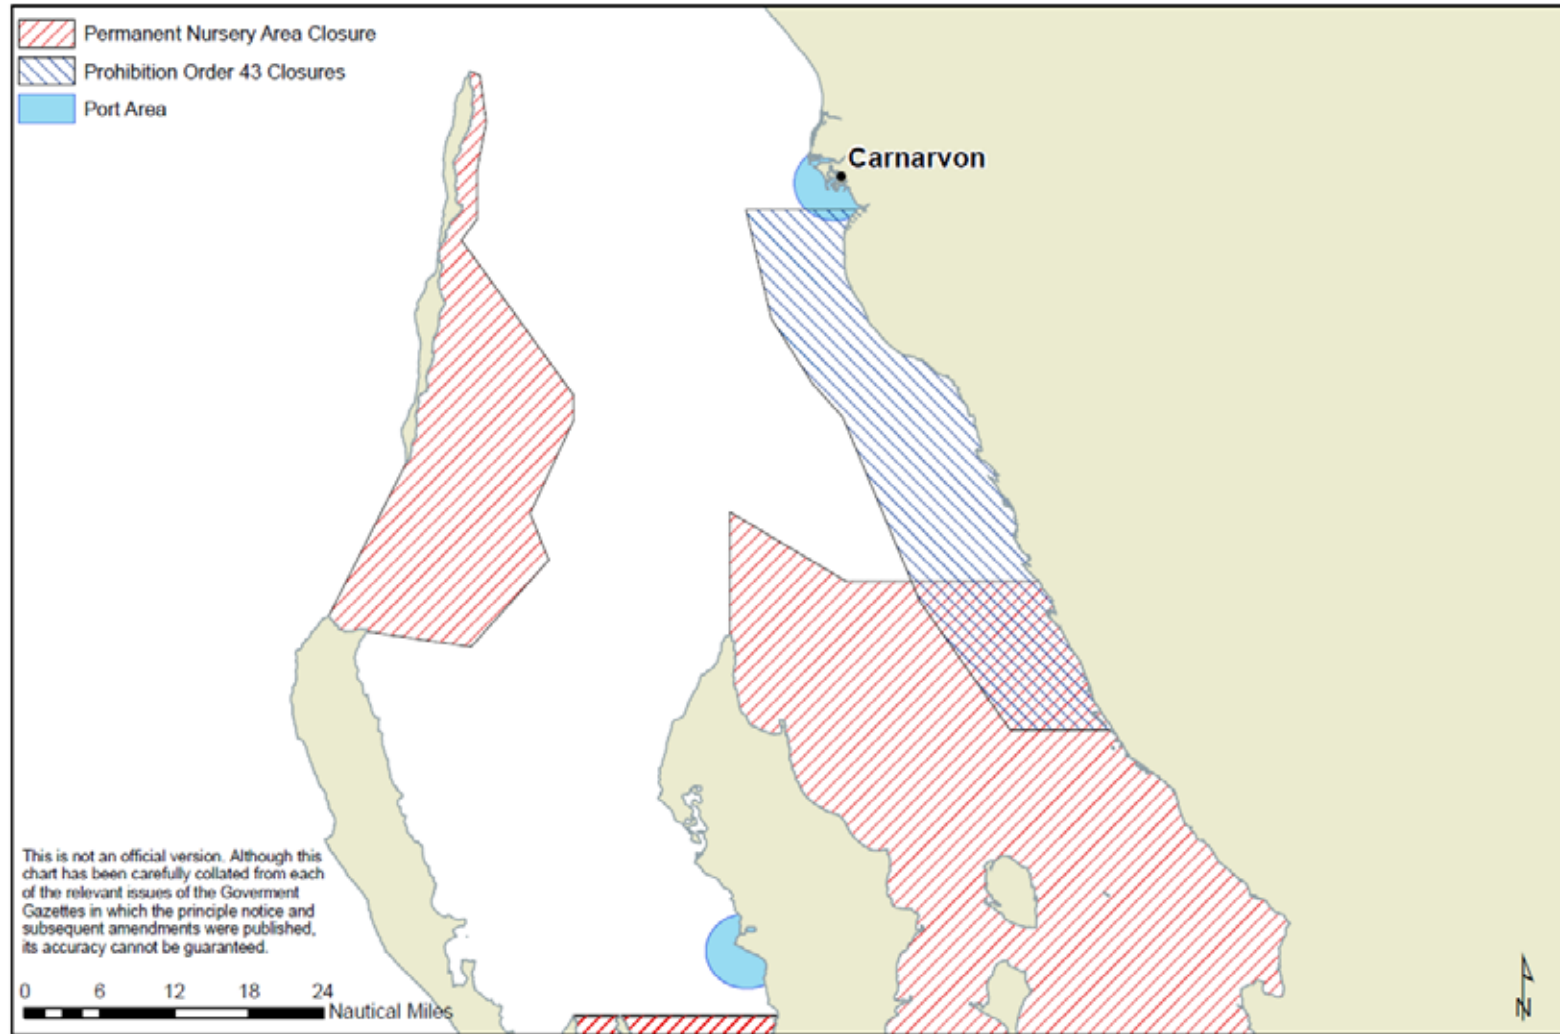 Permanent Nursery Area Closure
Prohibition Order 43 Closures
Port Area
Carnarvon
This is not an official version. Although this
chart has been carefully collated from each
of the relevant issues of the Goverment
Gazettes in which the principle notice and
subsequent amendments were published,
its accuracy cannot be guaranteed.
0 6 12 18 24
Nautical Miles
N